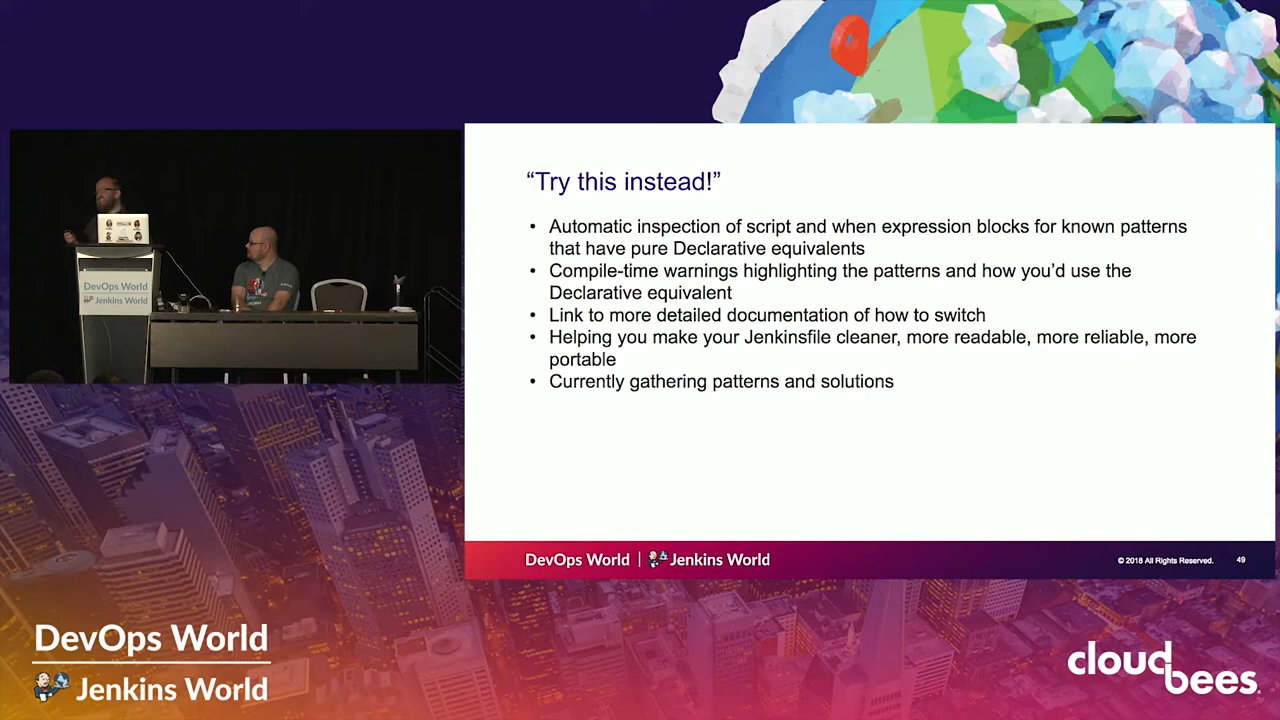 “Try this instead!”
• Automatic inspection of script and when expression blocks for known patterns
that have pure Declarative equivalents
• Compile-time warnings highlighting the patterns and how you’d use the
Declarative equivalent
• Link to more detailed documentation of how to switch
• Helping you make your Jenkinsfile cleaner, more readable, more reliable, more
portable
• Currently gathering patterns and solutions
DevOps World | Jenkins World
© 2018 All Rights Reserved.
49
DevOps World
Jenkins World
DevOps World
Jenkins World
cloudbees